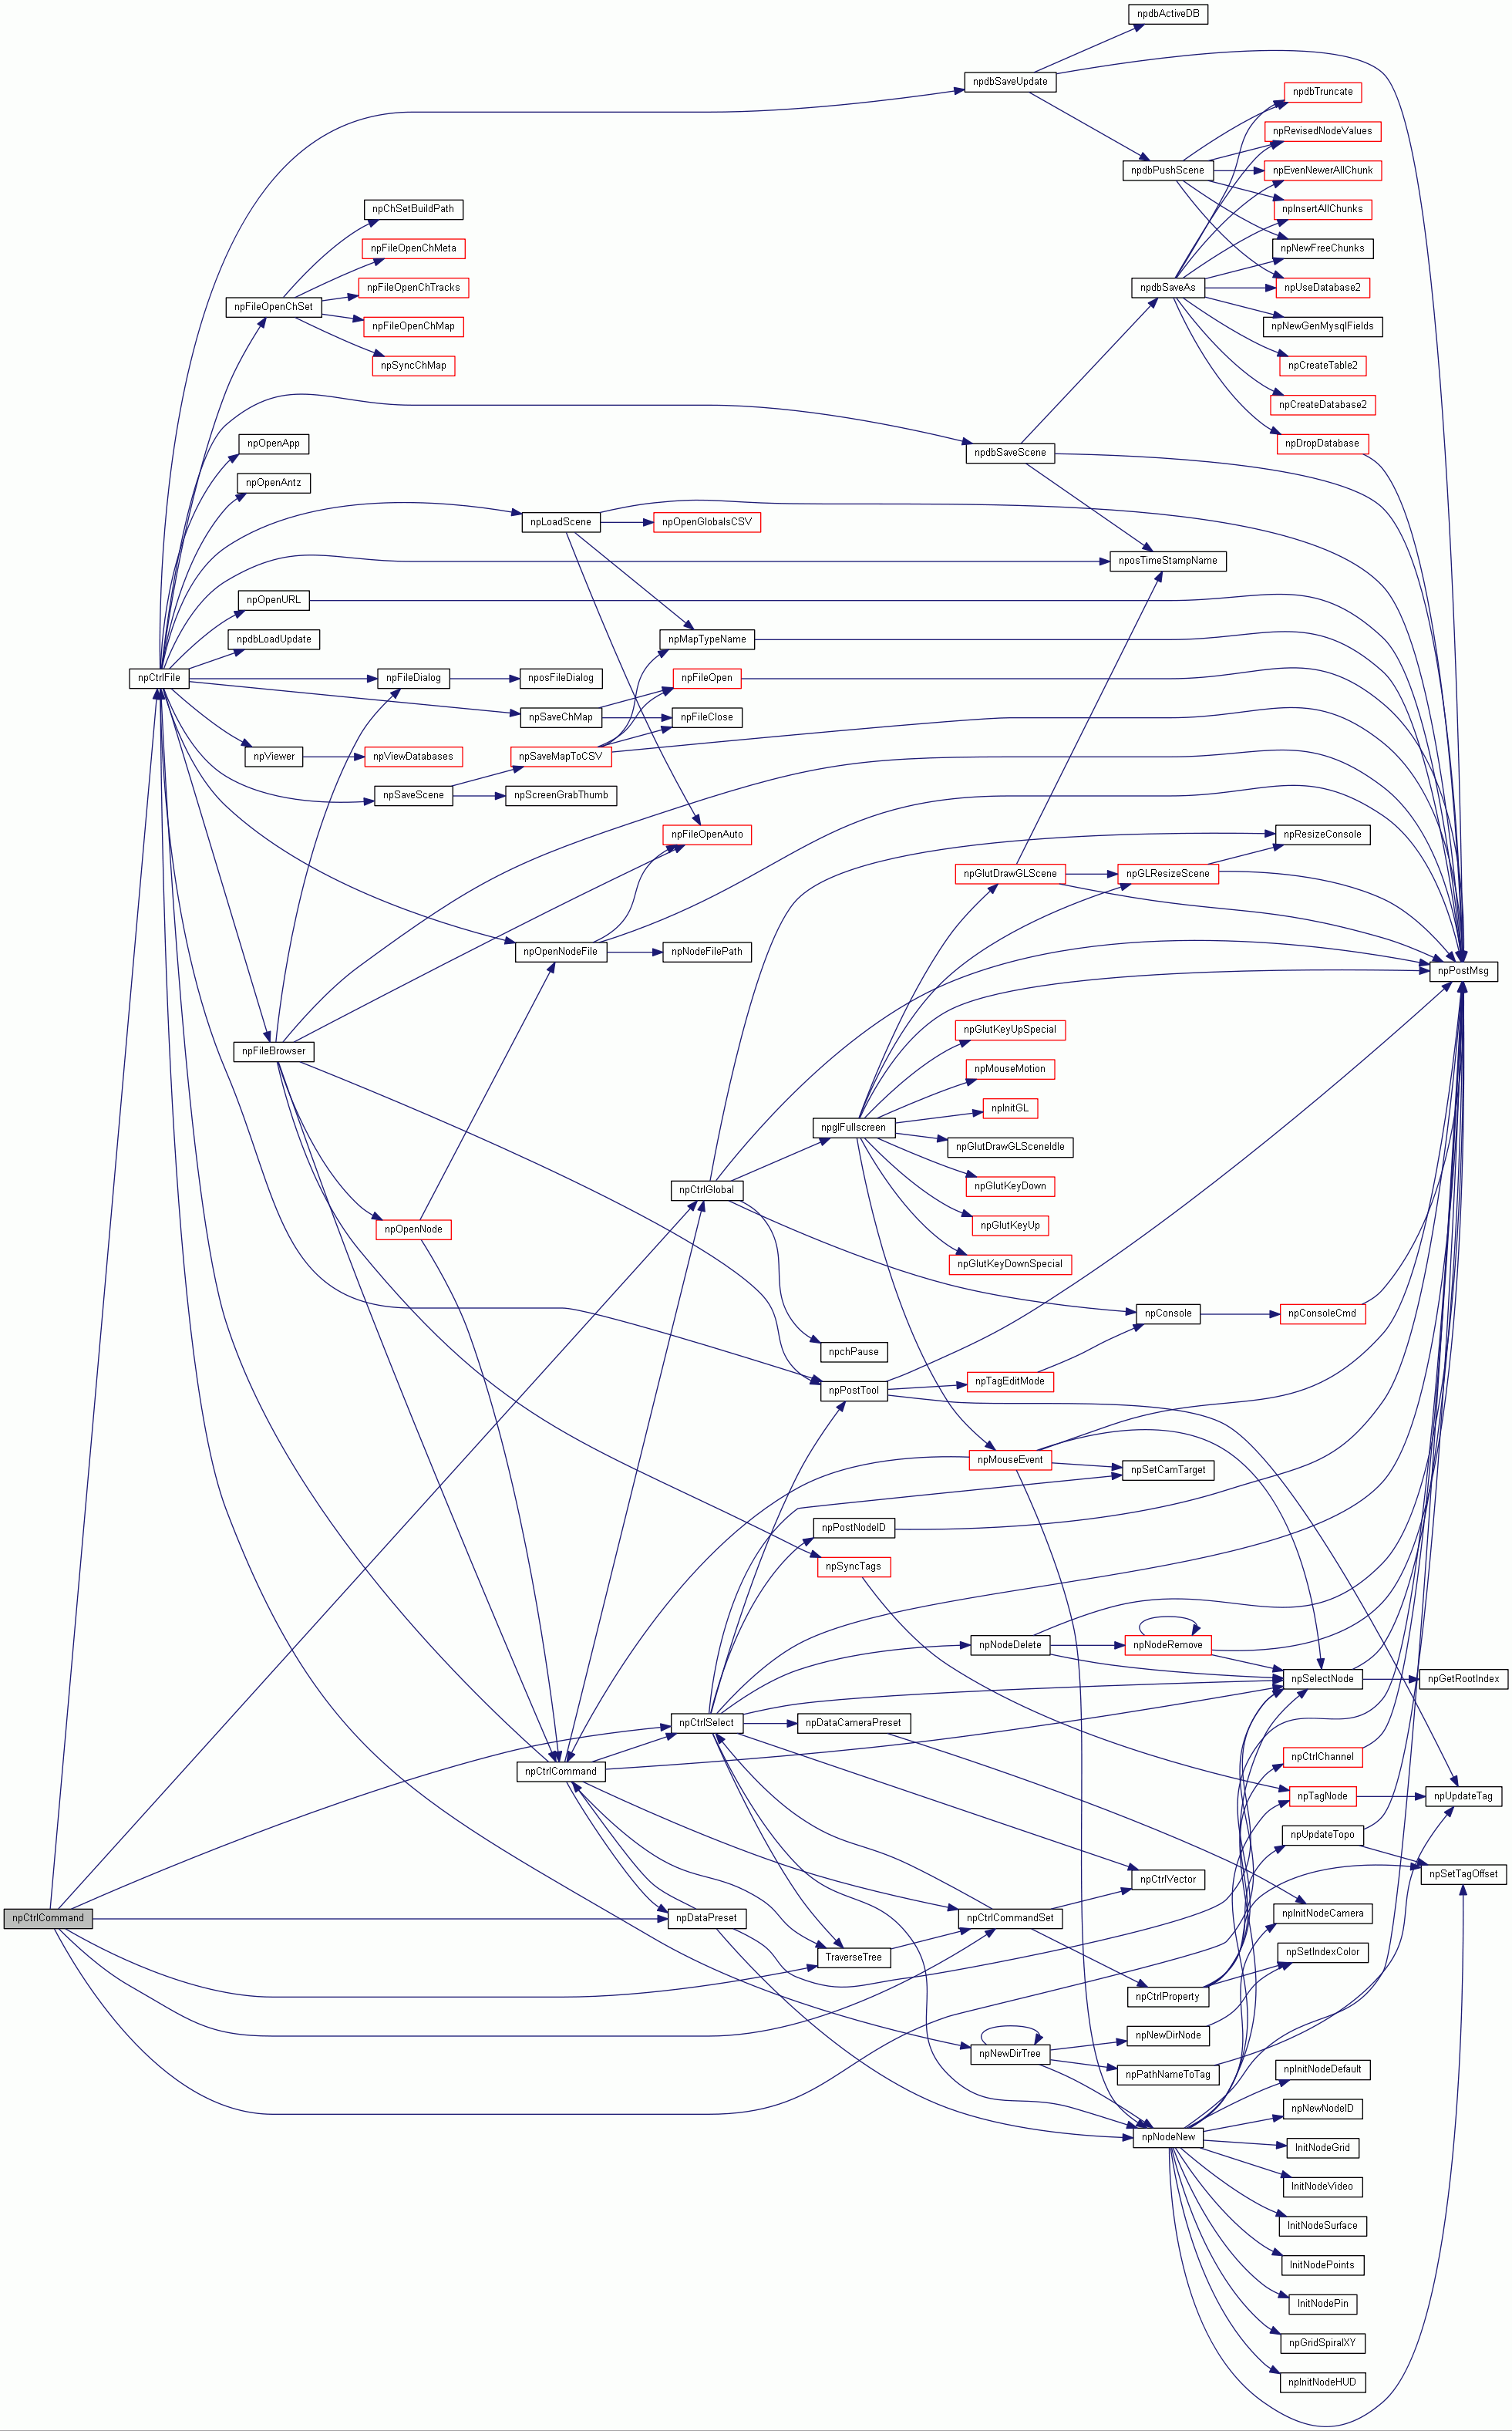 npdbActiveDB
npdbSaveUpdate
npdbTruncate
npRevisedNodeValues
npdbPushScene
npEvenNewerAllChunk
npChSetBuildPath
npInsertAllChunks
npFileOpenChMeta
npNewFreeChunks
npFileOpenChTracks
npdbSaveAs
npUseDatabase2
npFileOpenChSet
npFileOpenChMap
npNewGenMysqlFields
npSyncChMap
npCreateTable2
npCreateDatabase2
npOpenApp
npDropDatabase
npdbSaveScene
npOpenAntz
npLoadScene
npOpenGlobalsCSV
nposTimeStampName
npOpenURL
npdbLoadUpdate
npMapTypeName
npCtrlFile
npFileDialog
nposFileDialog
npFileOpen
npSaveChMap
npFileClose
npViewer
npViewDatabases
npSaveMapToCSV
npSaveScene
npScreenGrabThumb
npFileOpenAuto
npResizeConsole
npGlutDrawGLScene
npGLResizeScene
npOpenNodeFile
npNodeFilePath
npPostMsg
npGlutKeyUpSpecial
npFileBrowser
npMouseMotion
npInitGL
npglFullscreen
npGlutDrawGLSceneIdle
npCtrlGlobal
npGlutKeyDown
npGlutKeyUp
npOpenNode
npGlutKeyDownSpecial
npConsole
npConsoleCmd
npchPause
npTagEditMode
npPostTool
npMouseEvent
npSetCamTarget
npPostNodeID
npSyncTags
npNodeDelete
npNodeRemove
npSelectNode
npGetRootIndex
npCtrlSelect
npDataCameraPreset
npCtrlChannel
npCtrlCommand
npTagNode
npUpdateTag
npUpdateTopo
npSetTagOffset
npCtrlVector
npInitNodeCamera
npCtrlCommand
npDataPreset
npCtrlCommandSet
npSetIndexColor
TraverseTree
npCtrlProperty
npNewDirNode
npNewDirTree
npInitNodeDefault
npPathNameToTag
npNewNodeID
npNodeNew
InitNodeGrid
InitNodeVideo
InitNodeSurface
InitNodePoints
InitNodePin
npGridSpiralXY
npInitNodeHUD